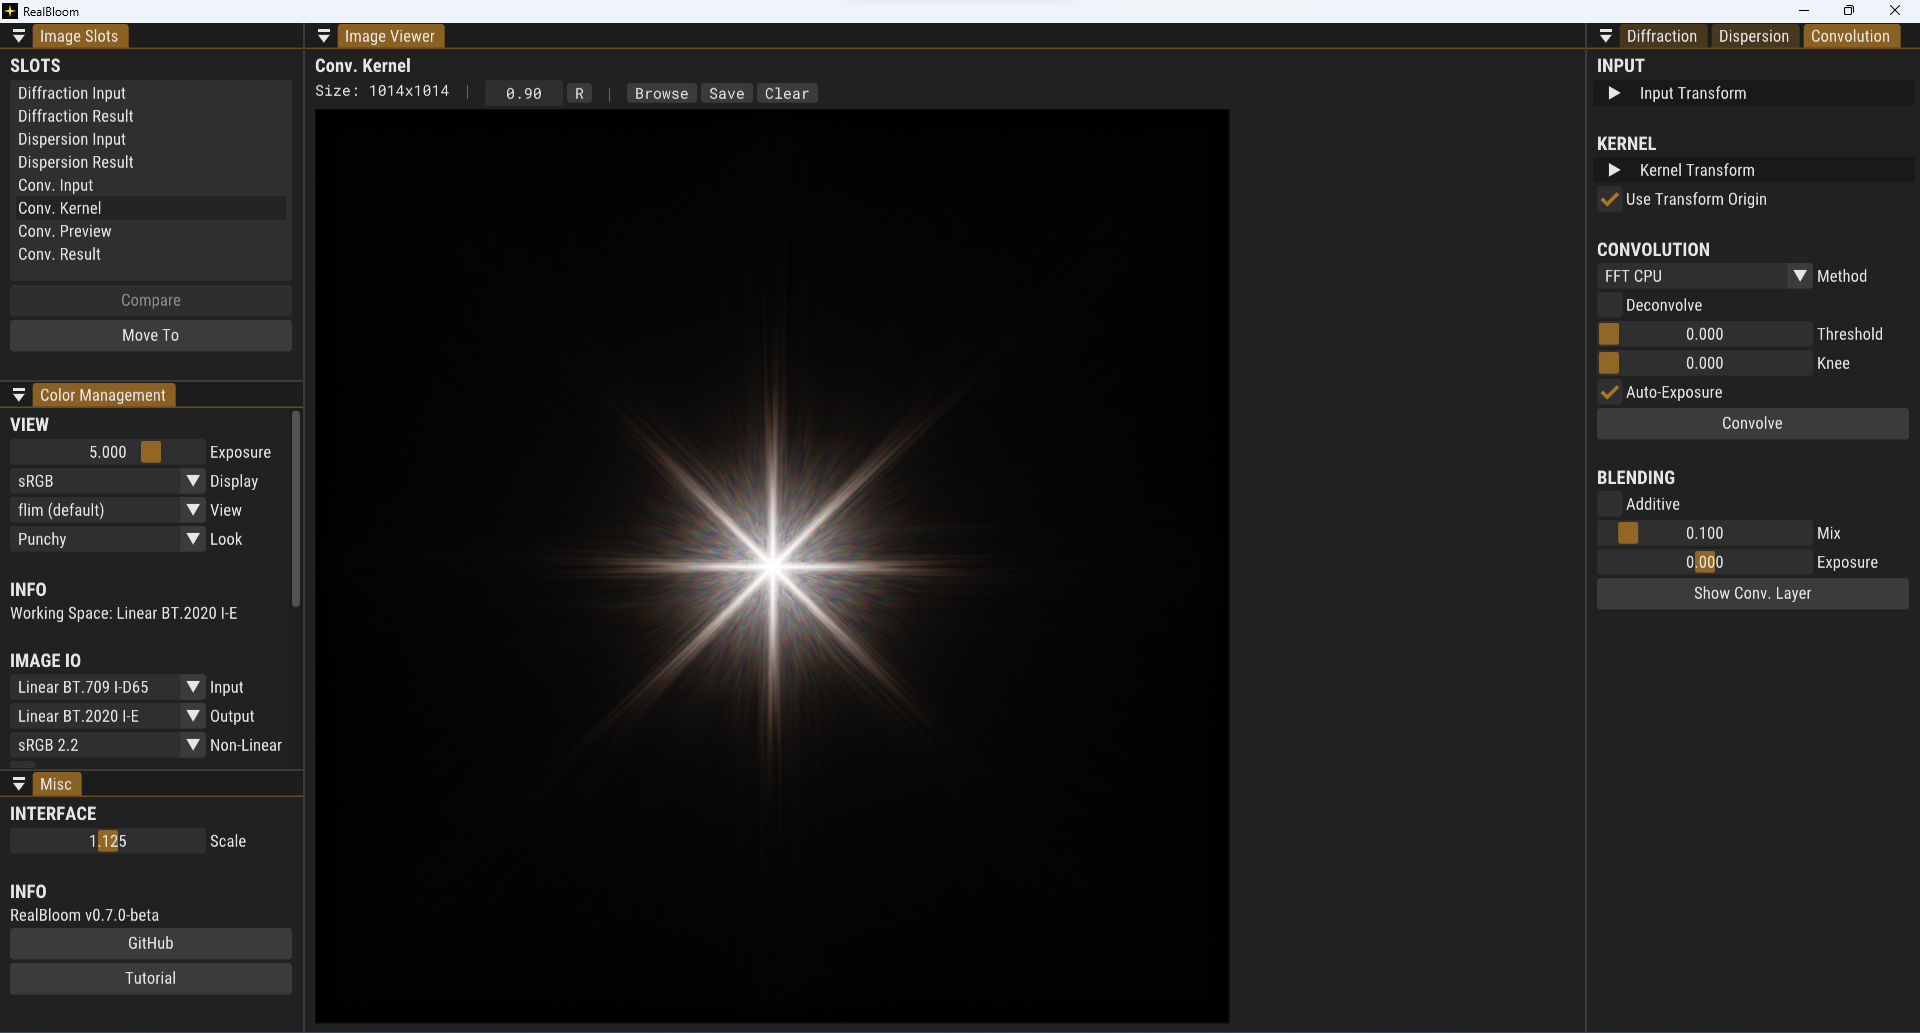 RealBloom
Image Slots
SLOTS
Diffraction Input
Diffraction Result
Dispersion Input
Dispersion Result
Conv. Input
Conv. Kernel
Conv. Preview
Conv. Result
Compare
Move To
Color Management
VIEW
5.000 Exposure
sRGB Display
flim (default) View
Punchy Look
INFO
Working Space: Linear BT.2020 I-E
IMAGE IO
Linear BT.709 I-D65 Input
Linear BT.2020 I-E Output
sRGB 2.2 Non-Linear
Misc
INTERFACE
1.125 Scale
INFO
RealBloom v0.7.0-beta
GitHub
Tutorial
Image Viewer
Conv. Kernel
Size: 1014x1014 | 0.90 R | Browse Save Clear
Diffraction Dispersion Convolution
INPUT
Input Transform
KERNEL
Kernel Transform
Use Transform Origin
CONVOLUTION
FFT CPU Method
Deconvolve
0.000 Threshold
0.000 Knee
Auto-Exposure
Convolve
BLENDING
Additive
0.100 Mix
0.000 Exposure
Show Conv. Layer